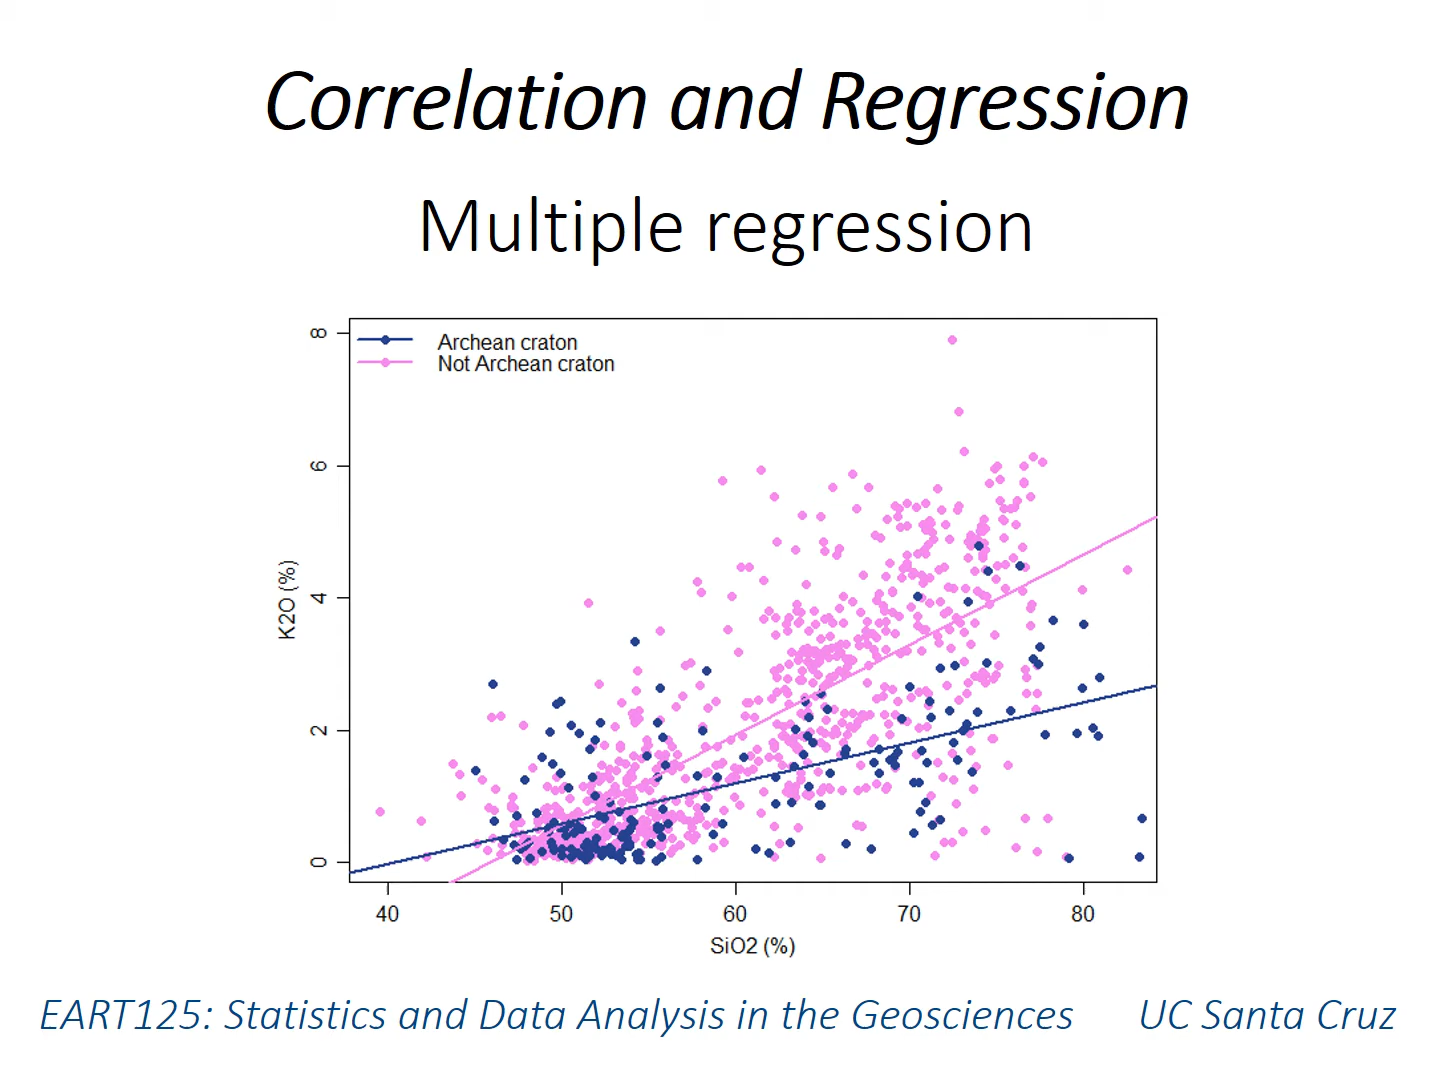 Correlation and Regression
Multiple regression
Archean craton
Not Archean craton
8
6
4
2
0
K2O (%)
40 50 60 70 80
SiO2 (%)
EART125: Statistics and Data Analysis in the Geosciences UC Santa Cruz